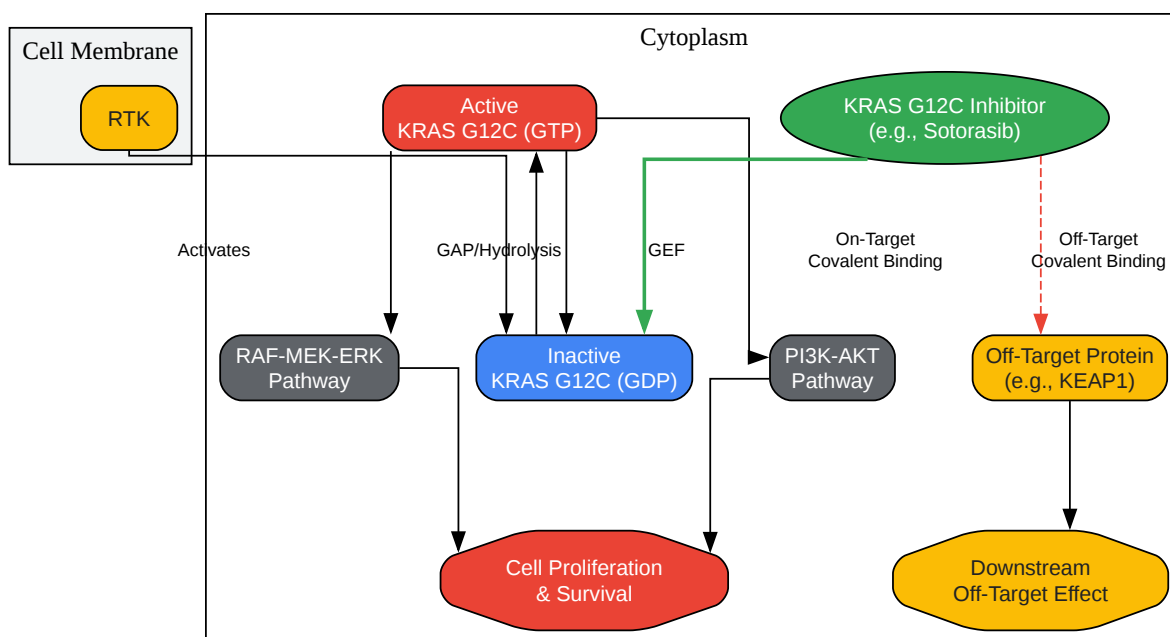 Cell Membrane
Cytoplasm
RTK
Active
KRAS G12C (GTP)
KRAS G12C Inhibitor
(e.g., Sotorasib)
Activates
GAP/Hydrolysis
GEF
On-Target
Covalent Binding
Off-Target
Covalent Binding
RAF-MEK-ERK
Pathway
Inactive
KRAS G12C (GDP)
PI3K-AKT
Pathway
Off-Target Protein
(e.g., KEAP1)
Cell Proliferation
& Survival
Downstream
Off-Target Effect